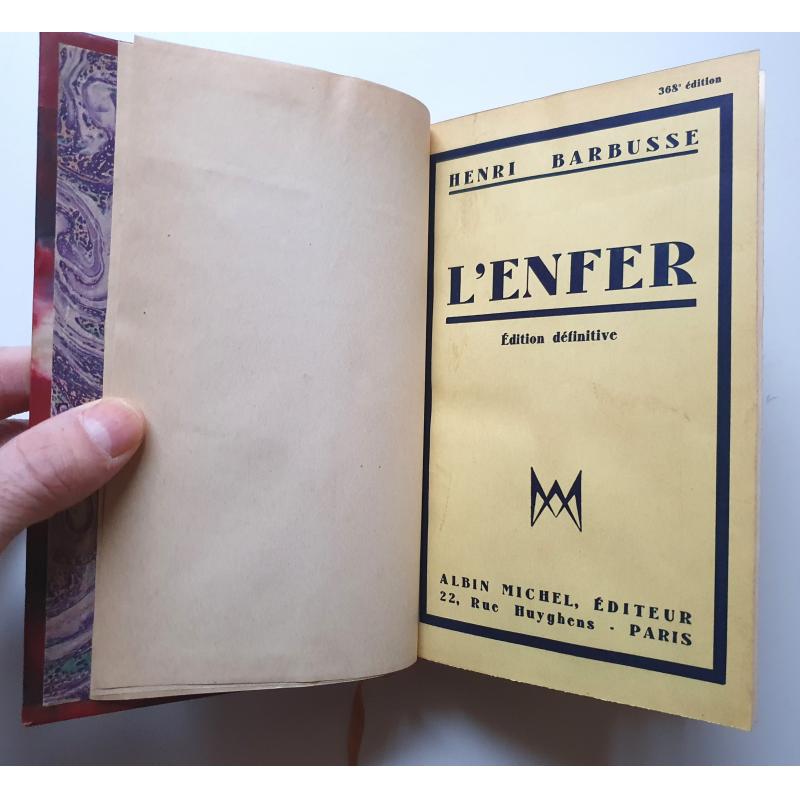 368e édition
HENRI BARBUSSE
L'ENFER
Édition définitive
ALBIN MICHEL, ÉDITEUR
22, Rue Huyghens - PARIS